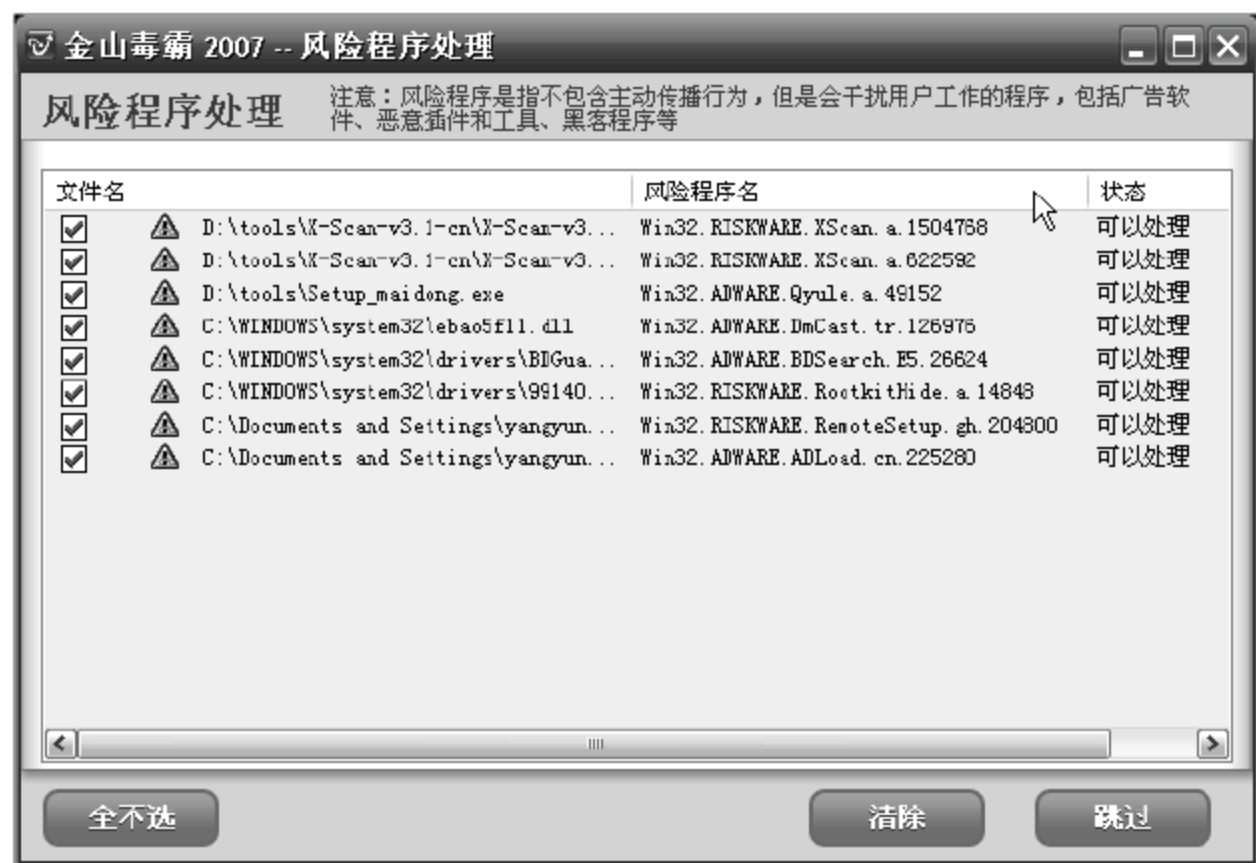 金山毒霸 2007 -- 风险程序处理
风险程序处理
注意：风险程序是指不包含主动传播行为，但是会干扰用户工作的程序，包括广告软
件、恶意插件和工具、黑客程序等
文件名 风险程序名 状态
D:\tools\X-Scan-v3.1-cn\X-Scan-v3... Win32.RISKWARE.XScan.a.1504768 可以处理
D:\tools\X-Scan-v3.1-cn\X-Scan-v3... Win32.RISKWARE.XScan.a.622592 可以处理
D:\tools\Setup_maidong.exe Win32.ADWARE.Qyule.a.49152 可以处理
C:\WINDOWS\system32\ebao5fll.dll Win32.ADWARE.DmCast.tr.126976 可以处理
C:\WINDOWS\system32\drivers\BDGua... Win32.ADWARE.BDSearch.E5.26624 可以处理
C:\WINDOWS\system32\drivers\99140... Win32.RISKWARE.RootkitHide.a.14848 可以处理
C:\Documents and Settings\yangyun... Win32.RISKWARE.RemoteSetup.gh.204800 可以处理
C:\Documents and Settings\yangyun... Win32.ADWARE.ADLoad.cn.225280 可以处理
全不选 清除 跳过